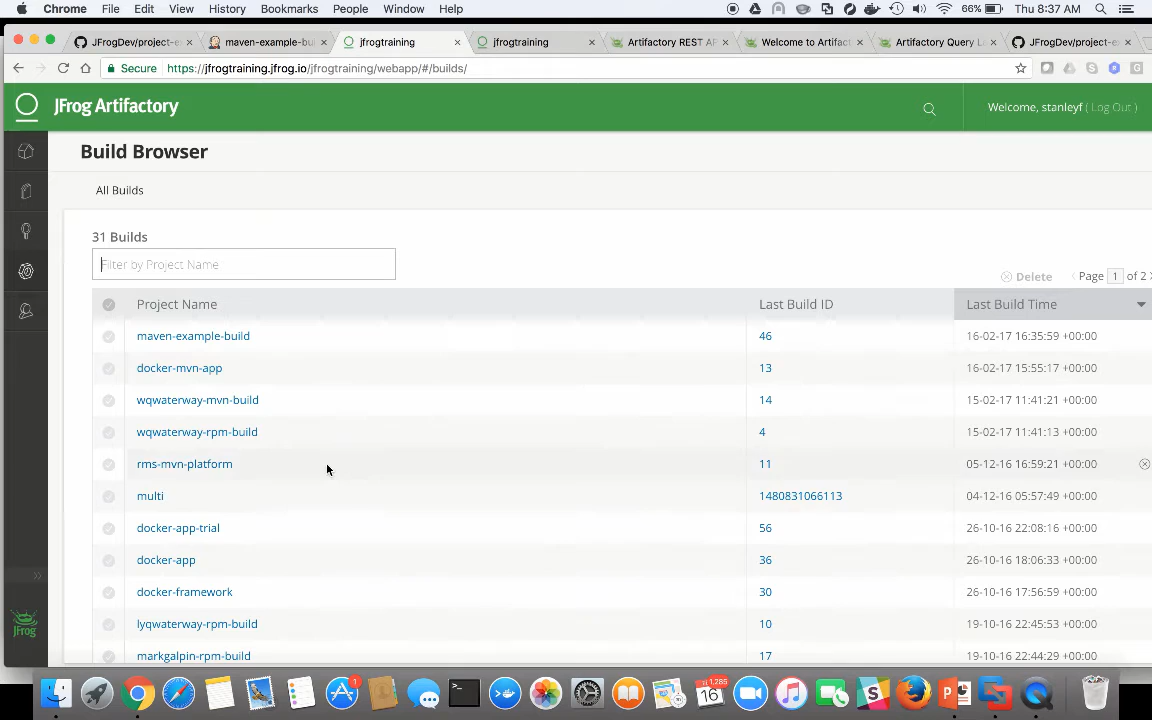 Chrome File Edit View History Bookmarks People Window Help 66% Thu 8:37 AM
JFrogDev/project-ex maven-example-bu jfrogtraining jfrogtraining Artifactory REST AP Welcome to Artifac Artifactory Query L JFrogDev/project-ex
Secure https://jfrogtraining.jfrog.io/jfrogtraining/webapp/#/builds/
JFrog Artifactory Welcome, stanleyf ( Log Out )
Build Browser
All Builds
31 Builds
Filter by Project Name
Delete Page 1 of 2
Project Name Last Build ID Last Build Time
maven-example-build 46 16-02-17 16:35:59 +00:00
docker-mvn-app 13 16-02-17 15:55:17 +00:00
wqwaterway-mvn-build 14 15-02-17 11:41:21 +00:00
wqwaterway-rpm-build 4 15-02-17 11:41:13 +00:00
rms-mvn-platform 11 05-12-16 16:59:21 +00:00
multi 1480831066113 04-12-16 05:57:49 +00:00
docker-app-trial 56 26-10-16 22:08:16 +00:00
docker-app 36 26-10-16 18:06:33 +00:00
docker-framework 30 26-10-16 17:56:59 +00:00
lyqwaterway-rpm-build 10 19-10-16 22:45:53 +00:00
markgalpin-rpm-build 17 19-10-16 22:44:29 +00:00
JFrog
1 1,285 16